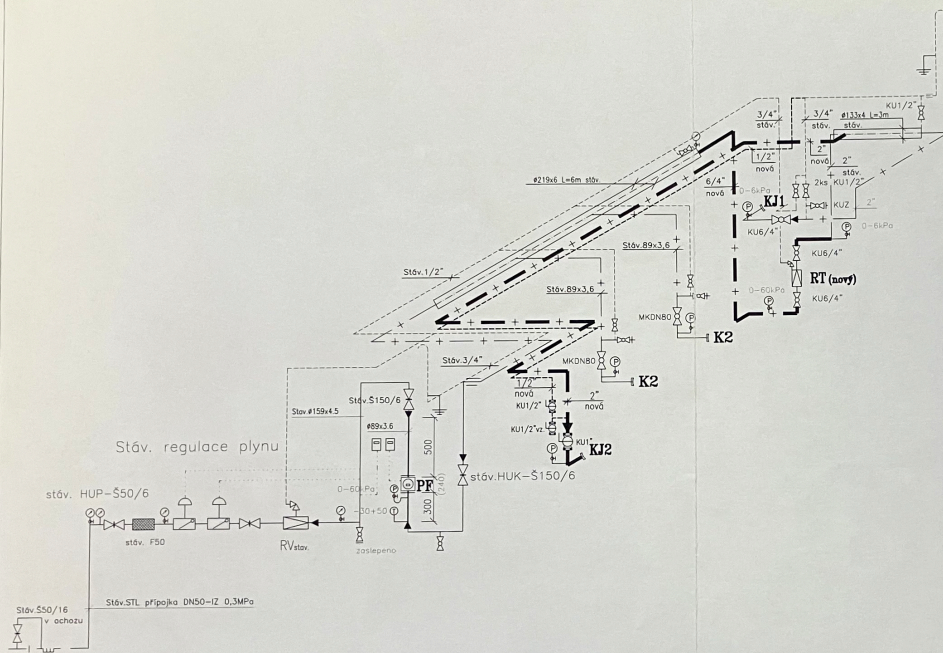 KU1/2"
3/4"
stáv.
3/4"
stáv.
ø133x4 L=3m
stáv.
1/2"
nová
2"
nová
2"
stáv.
ø219x6 L=6m stáv.
6/4"
nová
0-6kPa
KJ1
2ks KU1/2"
KUZ
2"
P
P
0-6kPa
KU6/4"
KU6/4"
Stáv.89x3,6
Stáv.1/2"
RT (nový)
Stáv.89x3,6
0-60kPa
P
KU6/4"
MKDN80
P
K2
Stáv.3/4"
MKDN80
P
K2
1/2"
nová
2"
nová
Stáv.Š150/6
Stav.ø159x4.5
KU1/2"
ø89x3.6
KU1/2"vz.
KU1"
P
KJ2
500
Stáv. regulace plynu
stáv.HUK-Š150/6
PF
(240)
0-60kPa
P
stáv. HUP-Š50/6
-30+50
T
300
stáv. F50
RVstav.
zaslepeno
Stáv.STL přípojka DN50-IZ 0,3MPa
Stáv.Š50/16
v ochozu